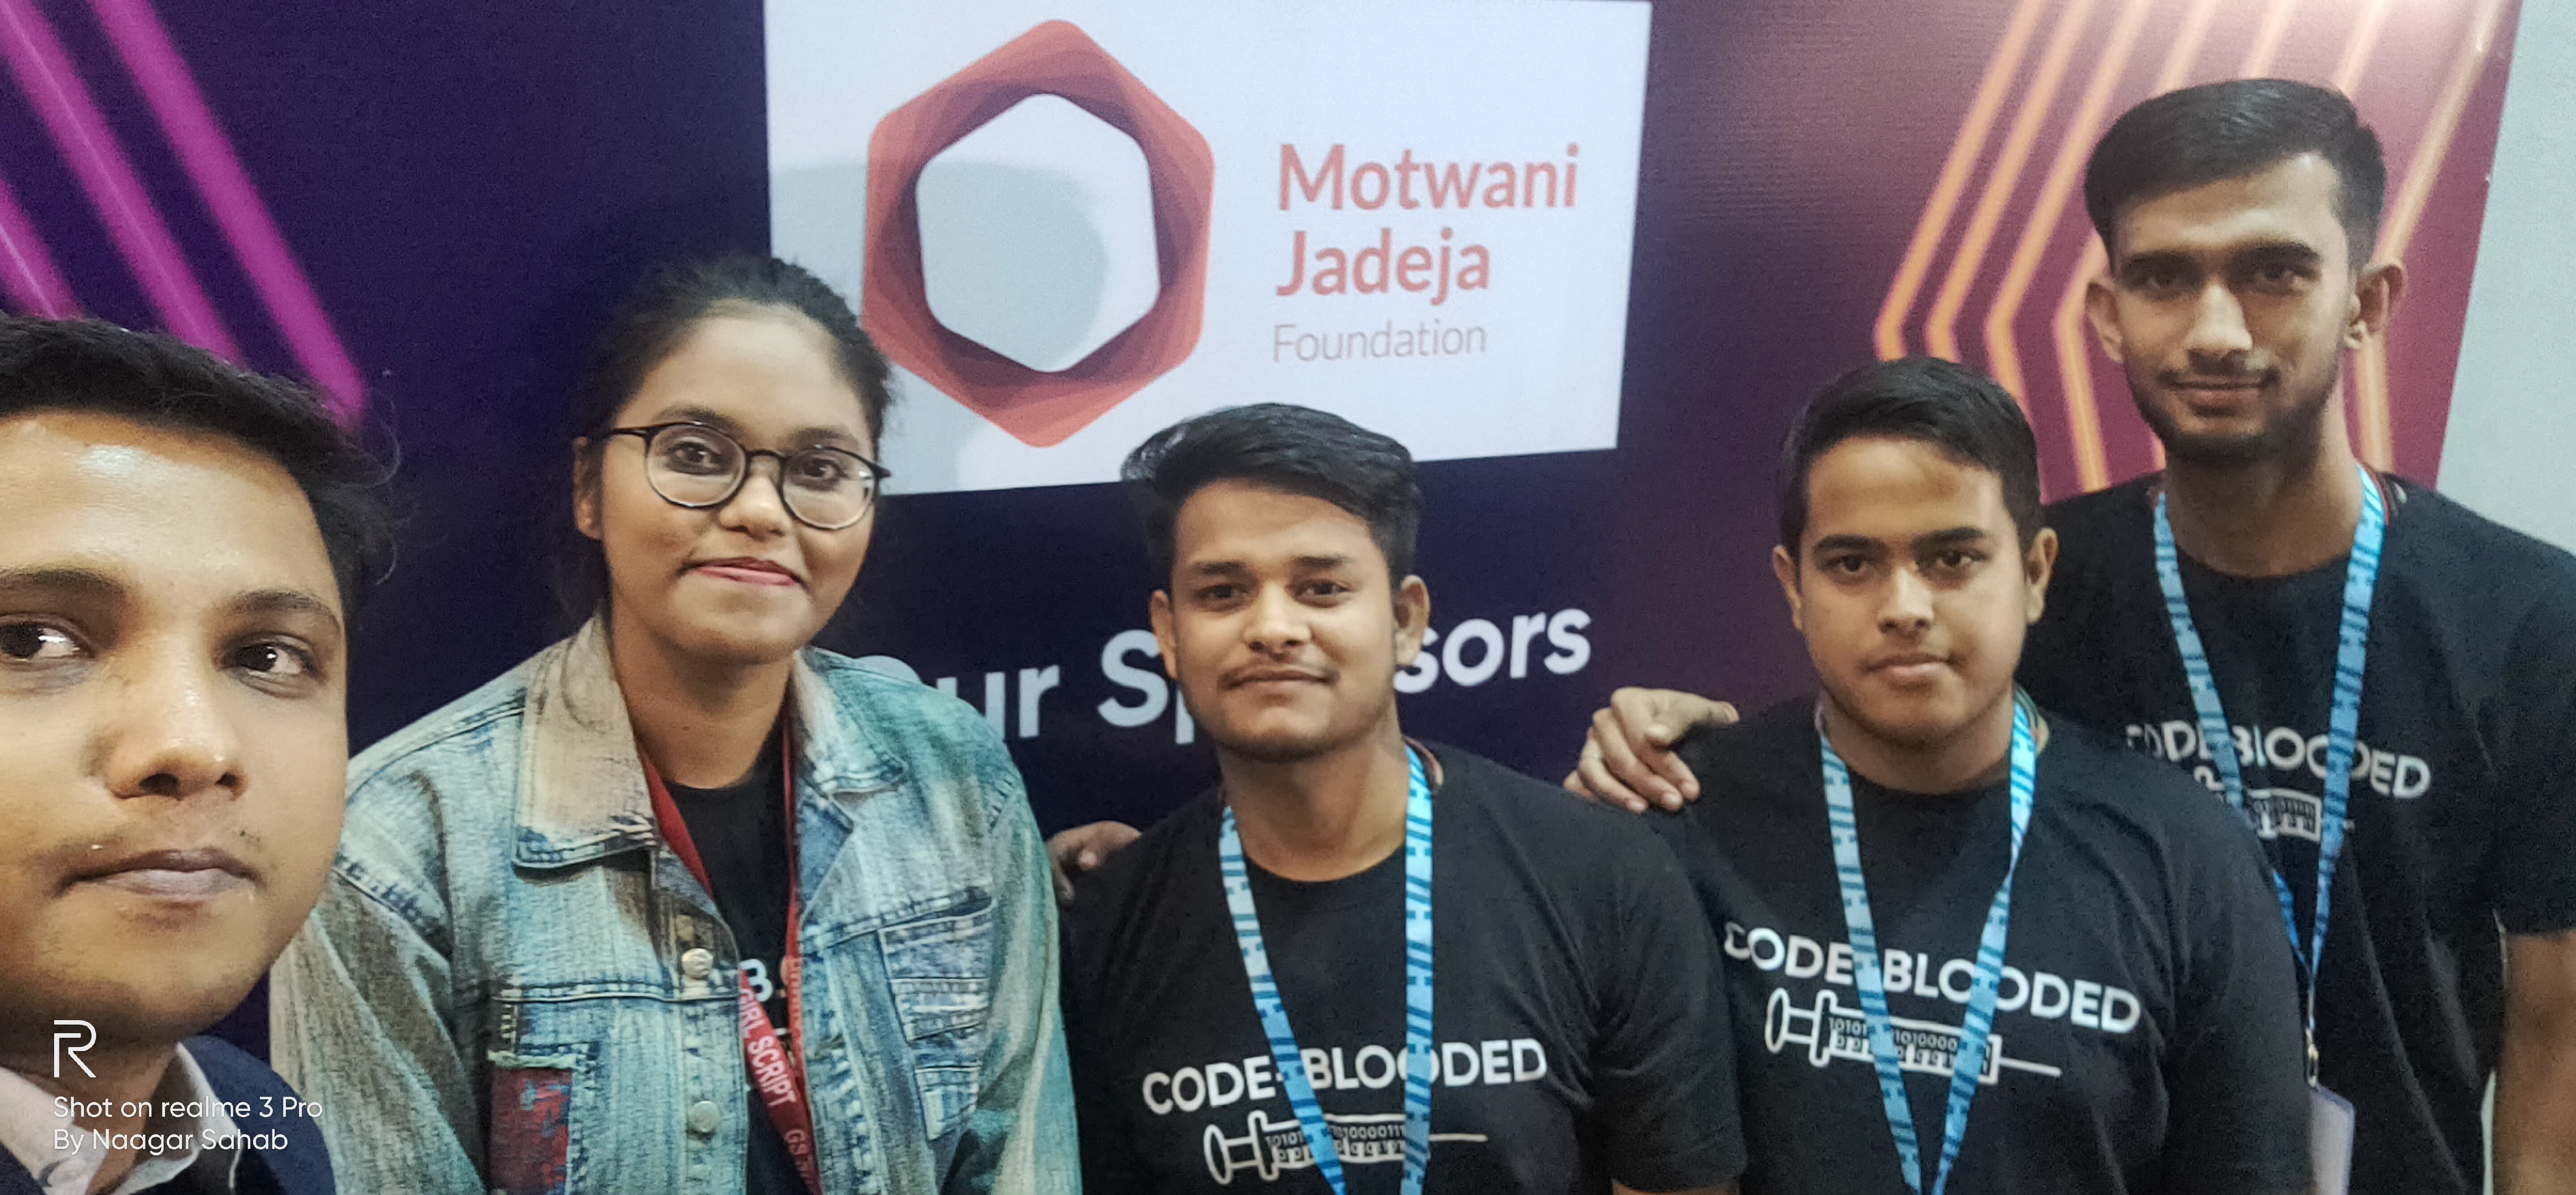 Motwani
Jadeja
Foundation
CODE-BLOODED
CODE-BLOODED
CODE-BLOODED
GIRL SCRIPT
R
Shot on realme 3 Pro
By Naagar Sahab